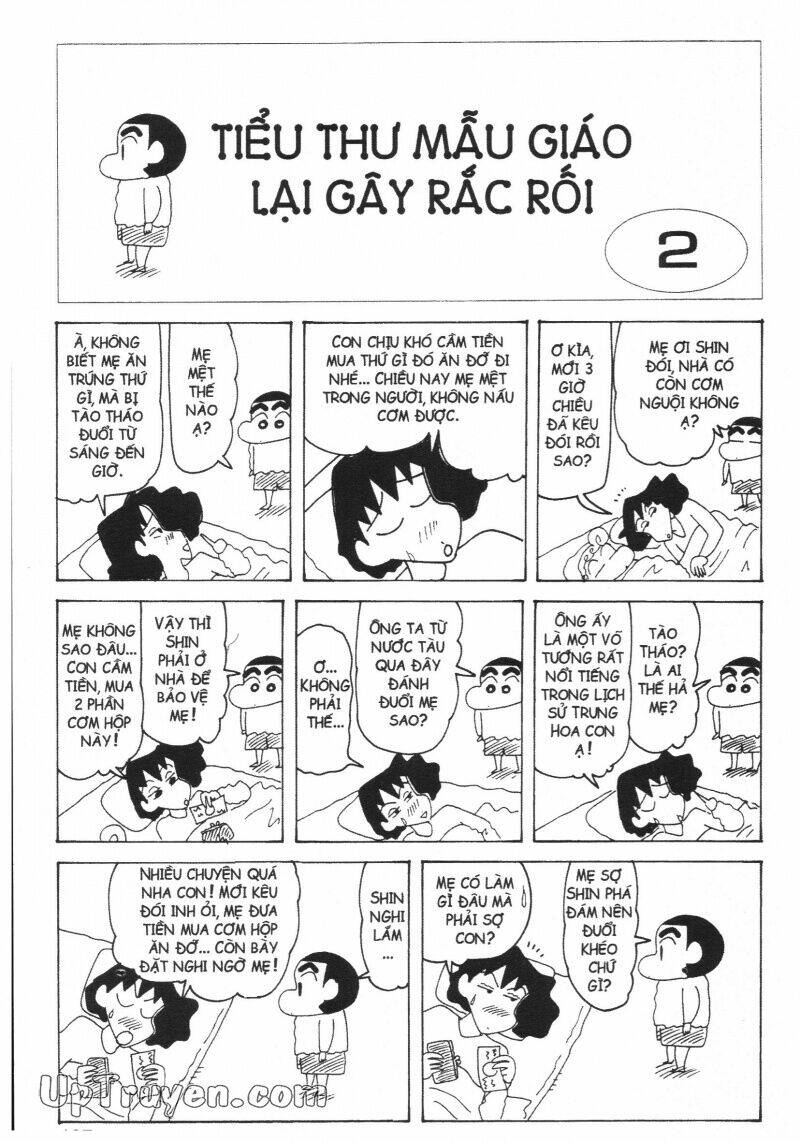 TIỂU THƯ MẪU GIÁO
LẠI GÂY RẮC RỐI
2
MẸ ƠI SHIN
ĐÓI, NHÀ CÓ
CÒN CƠM
NGUỘI KHÔNG
Ạ?
Ơ KÌA,
MỚI 3
GIỜ
CHIỀU
ĐÃ KÊU
ĐÓI RỒI
SAO?
CON CHỊU KHÓ CẦM TIỀN
MUA THỨ GÌ ĐÓ ĂN ĐỠ ĐI
NHÉ... CHIỀU NAY MẸ MỆT
TRONG NGƯỜI, KHÔNG NẤU
CƠM ĐƯỢC.
MẸ
MỆT
THẾ
NÀO
Ạ?
À, KHÔNG
BIẾT MẸ ĂN
TRÚNG THỨ
GÌ, MÀ BỊ
TÀO THÁO
ĐUỔI TỪ
SÁNG ĐẾN
GIỜ.
TÀO
THÁO?
LÀ AI
THẾ HẢ
MẸ?
ÔNG ẤY
LÀ MỘT VÕ
TƯỚNG RẤT
NỔI TIẾNG
TRONG LỊCH
SỬ TRUNG
HOA CON
Ạ!
ÔNG TA TỪ
NƯỚC TÀU
QUA ĐÂY
ĐÁNH
ĐUỔI MẸ
SAO?
Ơ...
KHÔNG
PHẢI
THẾ...
VẬY THÌ
SHIN
PHẢI Ở
NHÀ ĐỂ
BẢO VỆ
MẸ!
MẸ KHÔNG
SAO ĐÂU...
CON CẦM
TIỀN, MUA
2 PHẦN
CƠM HỘP
NÀY!
MẸ SỢ
SHIN PHÁ
ĐÁM NÊN
ĐUỔI
KHÉO
CHỨ
GÌ?
MẸ CÓ LÀM
GÌ ĐÂU MÀ
PHẢI SỢ
CON?
SHIN
NGHI
LẮM
...
NHIỀU CHUYỆN QUÁ
NHA CON! MỚI KÊU
ĐÓI INH ỎI, MẸ ĐƯA
TIỀN MUA CƠM HỘP
ĂN ĐỠ... CÒN BÀY
ĐẶT NGHI NGỜ MẸ!
UpTruyen.com